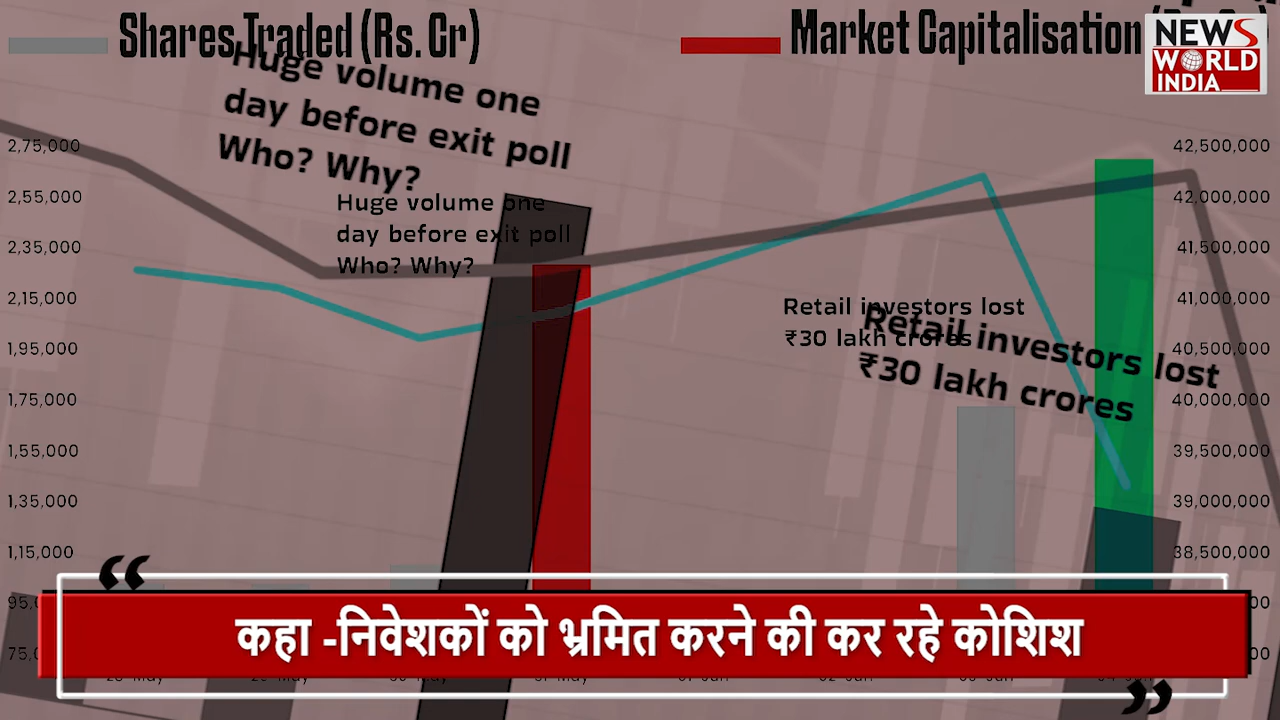 Shares Traded (Rs. Cr)
Market Capitalisation
NEWS
WORLD
INDIA
Huge volume one
day before exit poll
Who? Why?
Huge volume one
day before exit poll
Who? Why?
Retail investors lost
₹30 lakh crores
Retail investors lost
₹30 lakh crores
2,75,000
2,55,000
2,35,000
2,15,000
1,95,000
1,75,000
1,55,000
1,35,000
1,15,000
42,500,000
42,000,000
41,500,000
41,000,000
40,500,000
40,000,000
39,500,000
39,000,000
38,500,000
“
कहा -निवेशकों को भ्रमित करने की कर रहे कोशिश
”